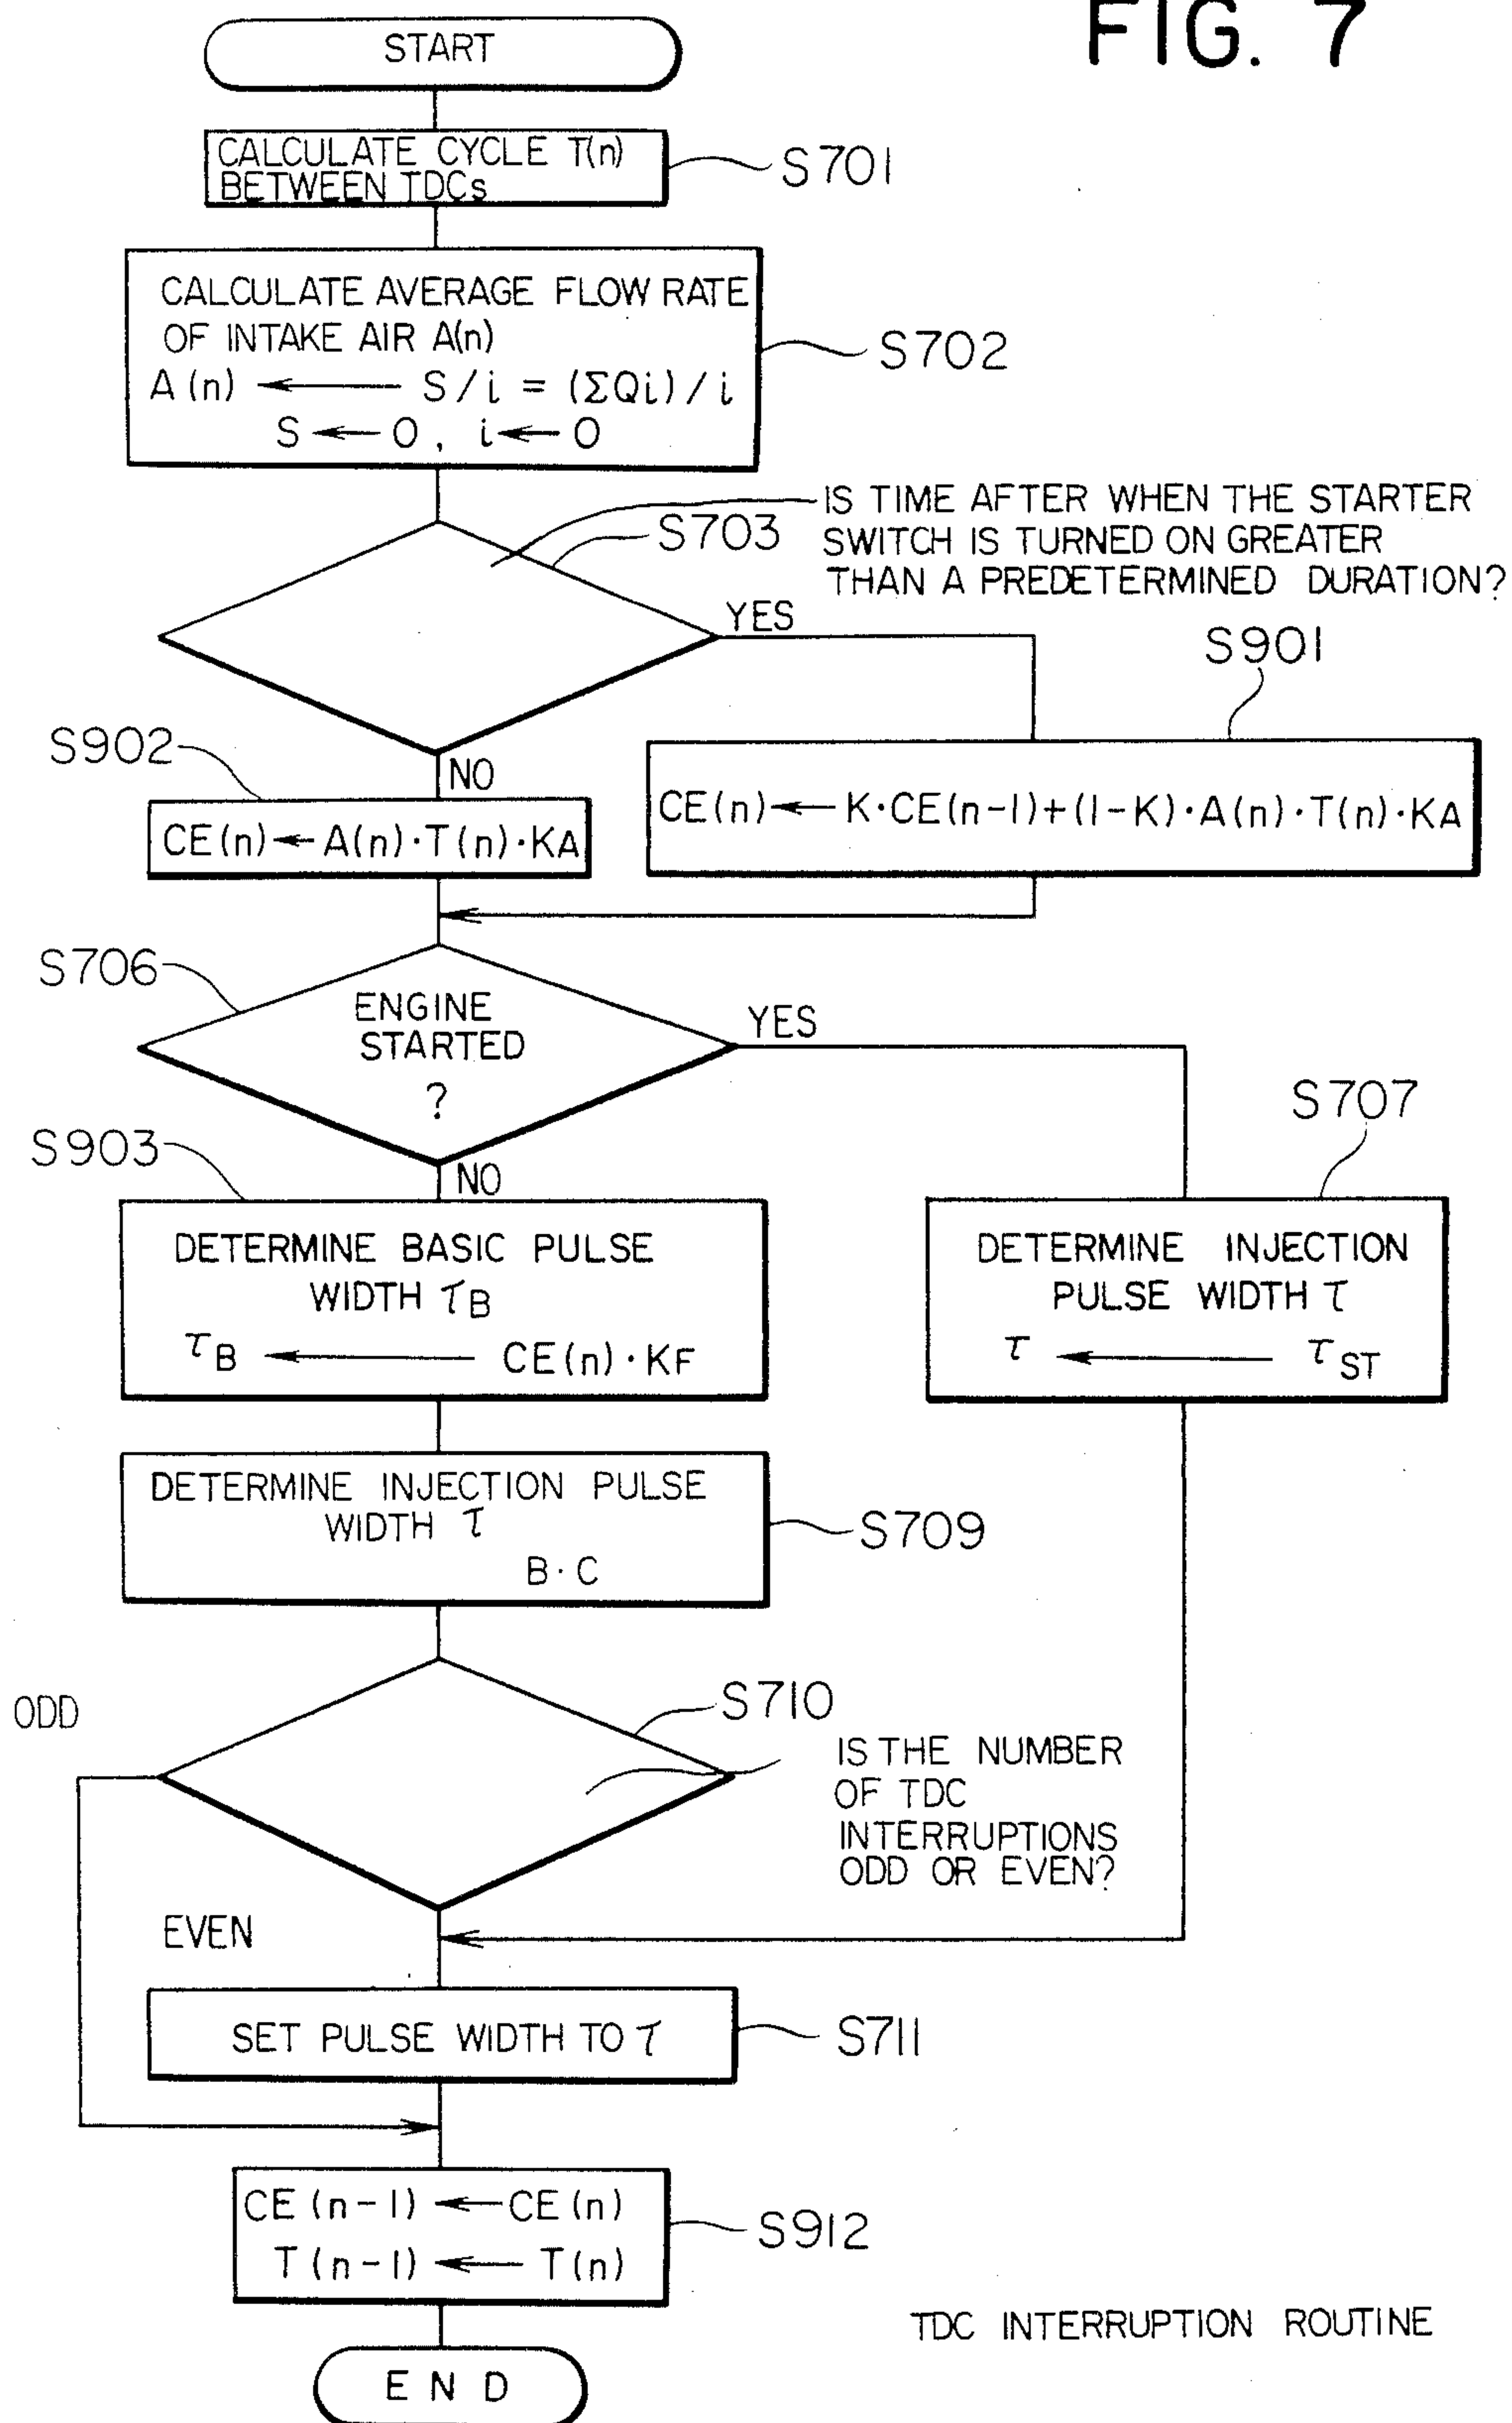 FIG. 7
START
CALCULATE CYCLE T(n)
BETWEEN TDCs
S701
CALCULATE AVERAGE FLOW RATE
OF INTAKE AIR A(n)
A(n) ← S/i = (ΣQi)/i
S ← 0, i ← 0
S702
IS TIME AFTER WHEN THE STARTER
SWITCH IS TURNED ON GREATER
THAN A PREDETERMINED DURATION?
S703
YES
S901
S902
NO
CE(n) ← K·CE(n-1)+(1-K)·A(n)·T(n)·KA
CE(n) ← A(n)·T(n)·KA
S706
ENGINE
STARTED
?
YES
S707
S903
NO
DETERMINE BASIC PULSE
WIDTH τB
τB ← CE(n)·KF
DETERMINE INJECTION
PULSE WIDTH τ
τ ← τST
DETERMINE INJECTION PULSE
WIDTH τ
B·C
S709
ODD
S710
IS THE NUMBER
OF TDC
INTERRUPTIONS
ODD OR EVEN?
EVEN
SET PULSE WIDTH TO τ
S711
CE(n-1) ← CE(n)
T(n-1) ← T(n)
S912
TDC INTERRUPTION ROUTINE
END